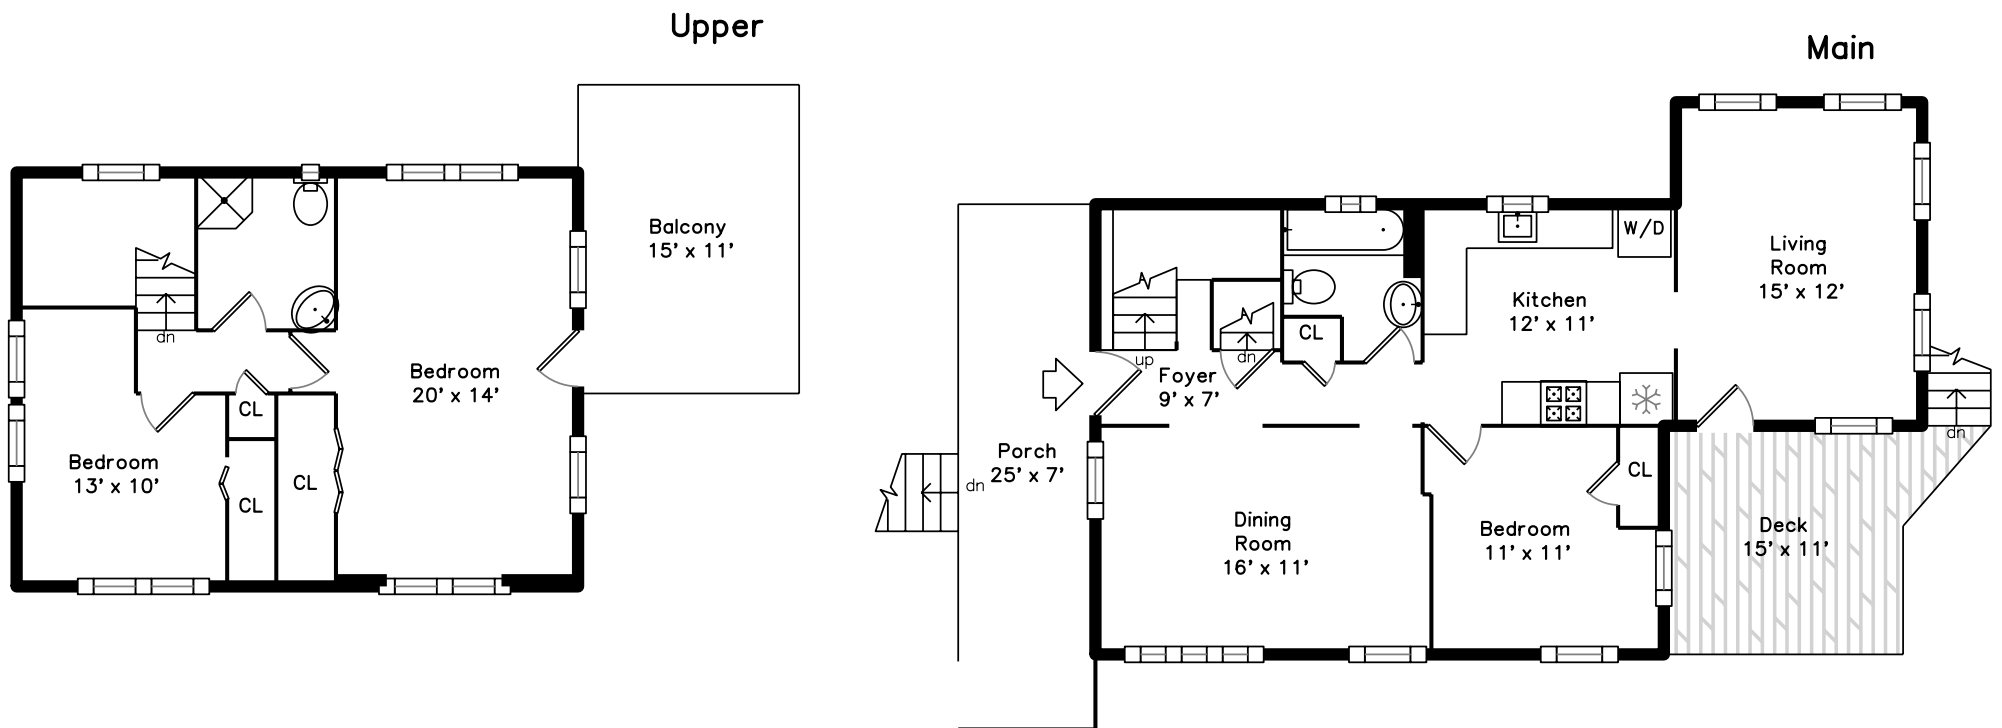 Upper
Balcony
15' x 11'
dn
Bedroom
20' x 14'
CL
Bedroom
13' x 10'
CL
CL
Main
W/D
Living
Room
15' x 12'
Kitchen
12' x 11'
CL
up
dn
Foyer
9' x 7'
dn
Porch
25' x 7'
dn
CL
Dining
Room
16' x 11'
Bedroom
11' x 11'
Deck
15' x 11'